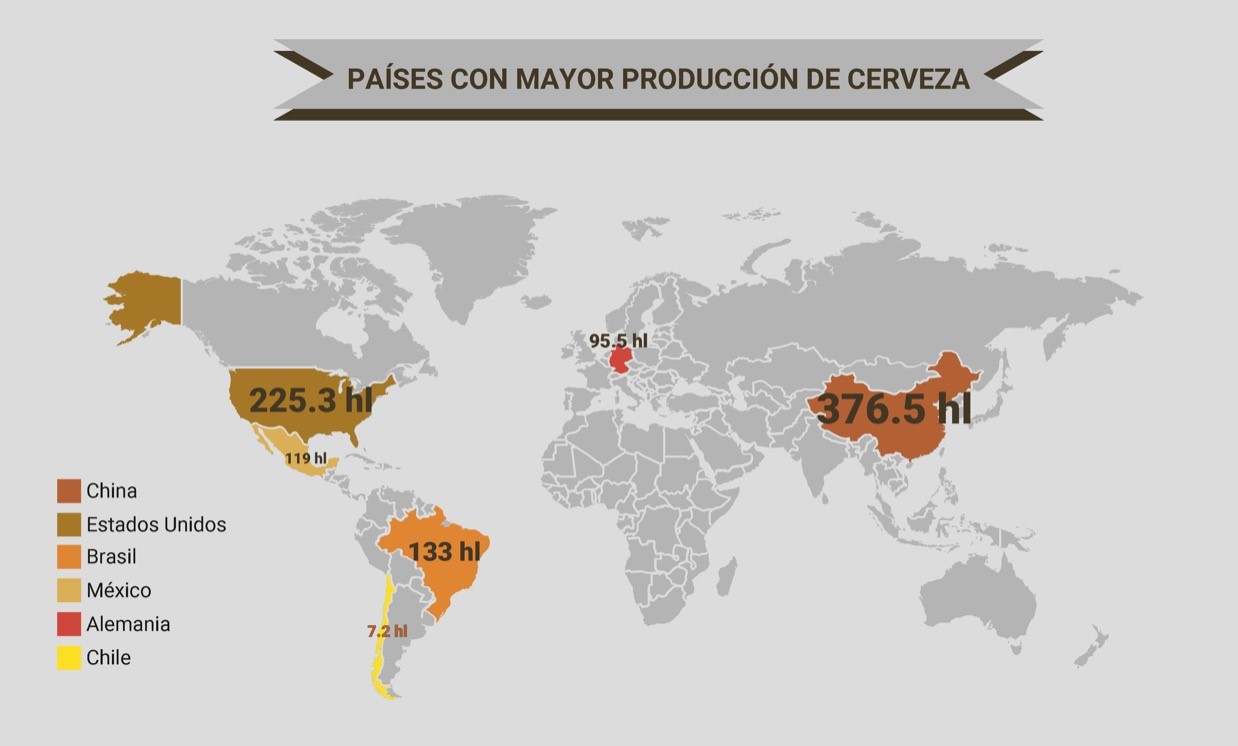 PAÍSES CON MAYOR PRODUCCIÓN DE CERVEZA
95.5 hl
225.3 hl
376.5 hl
119 hl
133 hl
7.2 hl
China
Estados Unidos
Brasil
México
Alemania
Chile